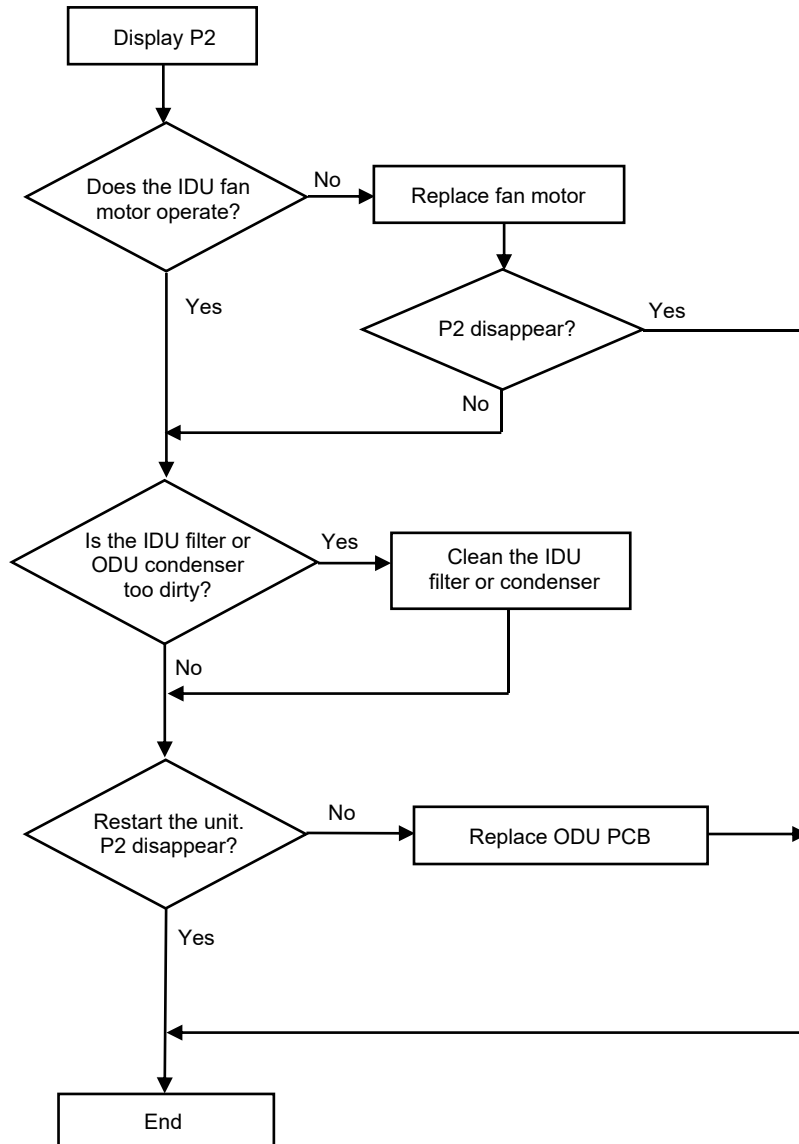 Display P2
Does the IDU fan
motor operate?
No
Replace fan motor
Yes
P2 disappear?
Yes
No
Is the IDU filter or
ODU condenser
too dirty?
Yes
Clean the IDU
filter or condenser
No
Restart the unit.
P2 disappear?
No
Replace ODU PCB
Yes
End